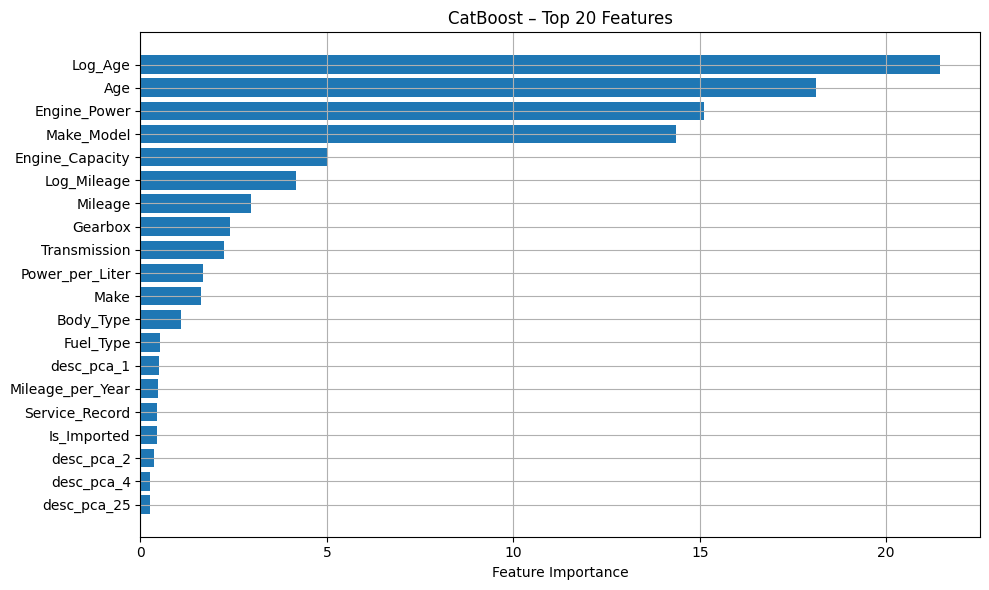 CatBoost – Top 20 Features
Log_Age
Age
Engine_Power
Make_Model
Engine_Capacity
Log_Mileage
Mileage
Gearbox
Transmission
Power_per_Liter
Make
Body_Type
Fuel_Type
desc_pca_1
Mileage_per_Year
Service_Record
Is_Imported
desc_pca_2
desc_pca_4
desc_pca_25
0 5 10 15 20
Feature Importance